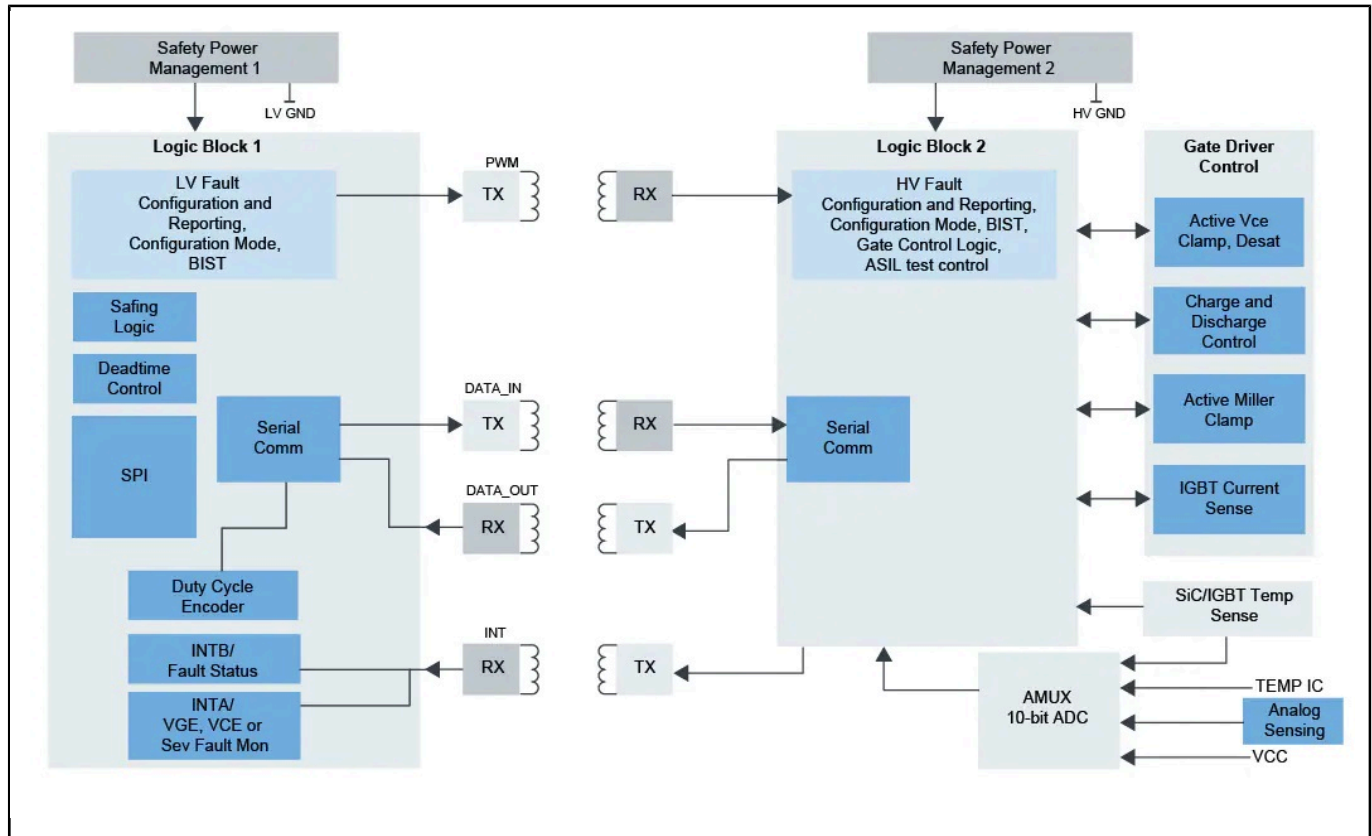 Safety Power
Management 1
LV GND
Safety Power
Management 2
HV GND
Logic Block 1
LV Fault
Configuration and
Reporting,
Configuration Mode,
BIST
Safing
Logic
Deadtime
Control
SPI
Serial
Comm
Duty Cycle
Encoder
INTB/
Fault Status
INTA/
VGE, VCE or
Sev Fault Mon
PWM
TX
RX
DATA_IN
TX
RX
DATA_OUT
RX
TX
INT
RX
TX
Logic Block 2
HV Fault
Configuration and Reporting,
Configuration Mode, BIST,
Gate Control Logic,
ASIL test control
Serial
Comm
Gate Driver
Control
Active Vce
Clamp, Desat
Charge and
Discharge
Control
Active Miller
Clamp
IGBT Current
Sense
SiC/IGBT Temp
Sense
AMUX
10-bit ADC
TEMP IC
Analog
Sensing
VCC